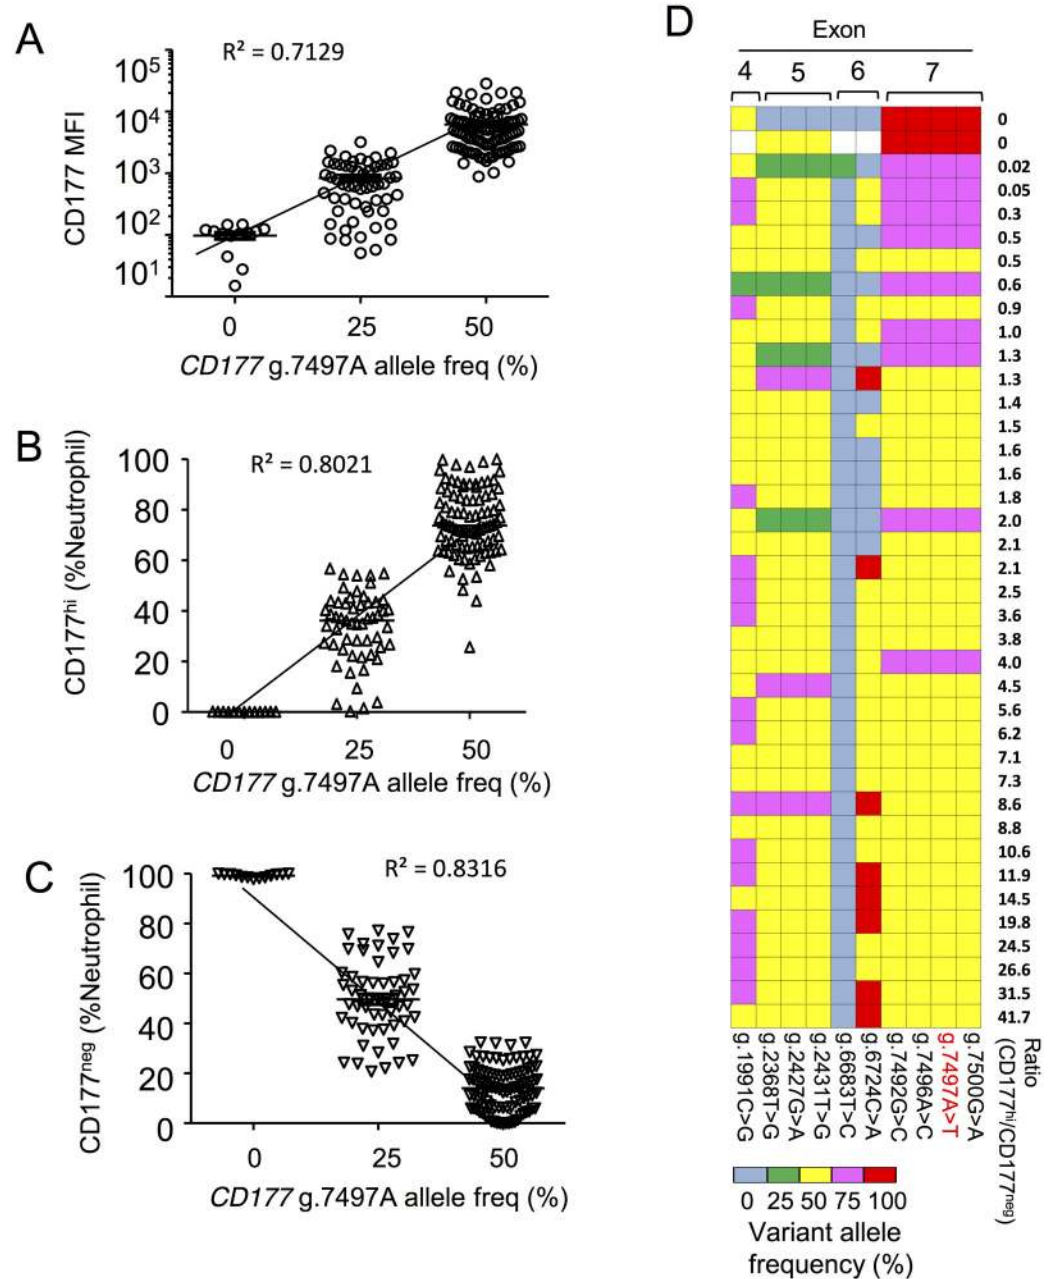 A
R² = 0.7129
CD177 MFI
10⁵
10⁴
10³
10²
10¹
0
25
50
CD177 g.7497A allele freq (%)
B
R² = 0.8021
CD177ʰⁱ (%Neutrophil)
100
80
60
40
20
0
0
25
50
CD177 g.7497A allele freq (%)
C
R² = 0.8316
CD177ⁿᵉᵍ (%Neutrophil)
100
80
60
40
20
0
0
25
50
CD177 g.7497A allele freq (%)
D
Exon
4 5 6 7
0
0
0.02
0.05
0.3
0.5
0.5
0.6
0.9
1.0
1.3
1.3
1.4
1.5
1.6
1.6
1.8
2.0
2.1
2.1
2.5
3.6
3.8
4.0
4.5
5.6
6.2
7.1
7.3
8.6
8.8
10.6
11.9
14.5
19.8
24.5
26.6
31.5
41.7
g.1991C>G
g.2368T>G
g.2427G>A
g.2431T>G
g.6683T>C
g.6724C>A
g.7492G>C
g.7496A>C
g.7497A>T
g.7500G>A
Ratio
(CD177ʰⁱ/CD177ⁿᵉᵍ)
0 25 50 75 100
Variant allele
frequency (%)